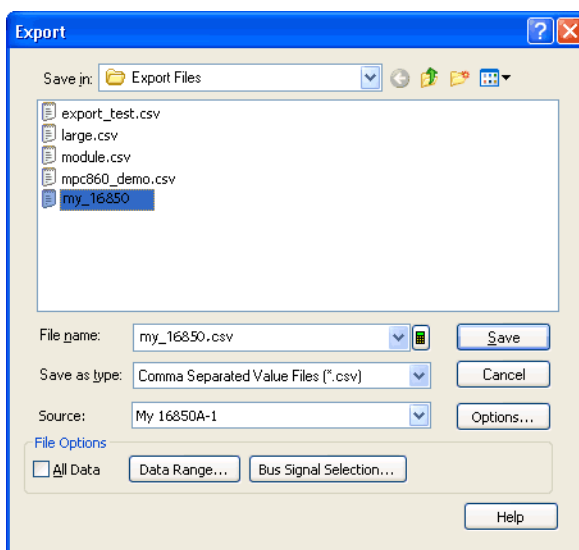 Export
Save in: Export Files
export_test.csv
large.csv
module.csv
mpc860_demo.csv
my_16850
File name: my_16850.csv Save
Save as type: Comma Separated Value Files (*.csv) Cancel
Source: My 16850A-1 Options...
File Options
All Data Data Range... Bus Signal Selection...
Help